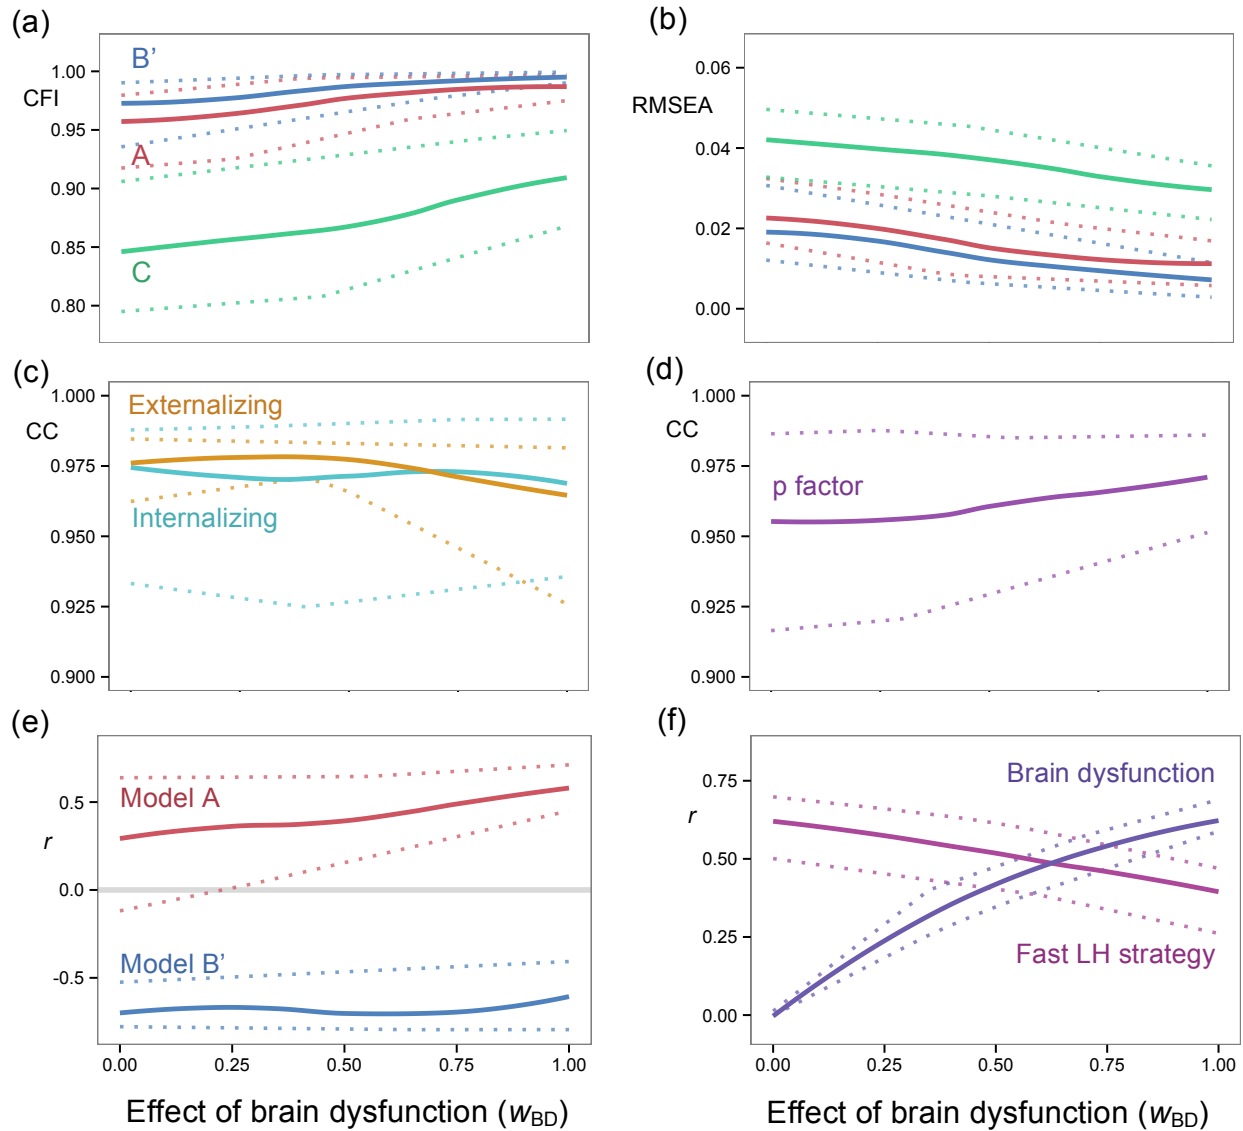 (a)
B’
1.00
CFI
0.95
A
0.90
0.85
C
0.80
(b)
0.06
RMSEA
0.04
0.02
0.00
(c)
1.000
Externalizing
CC
0.975
Internalizing
0.950
0.925
0.900
(d)
1.000
CC
0.975
p factor
0.950
0.925
0.900
(e)
0.5
Model A
r
0.0
Model B’
-0.5
0.00 0.25 0.50 0.75 1.00
Effect of brain dysfunction (wBD)
(f)
Brain dysfunction
0.75
r
0.50
0.25
Fast LH strategy
0.00
0.00 0.25 0.50 0.75 1.00
Effect of brain dysfunction (wBD)